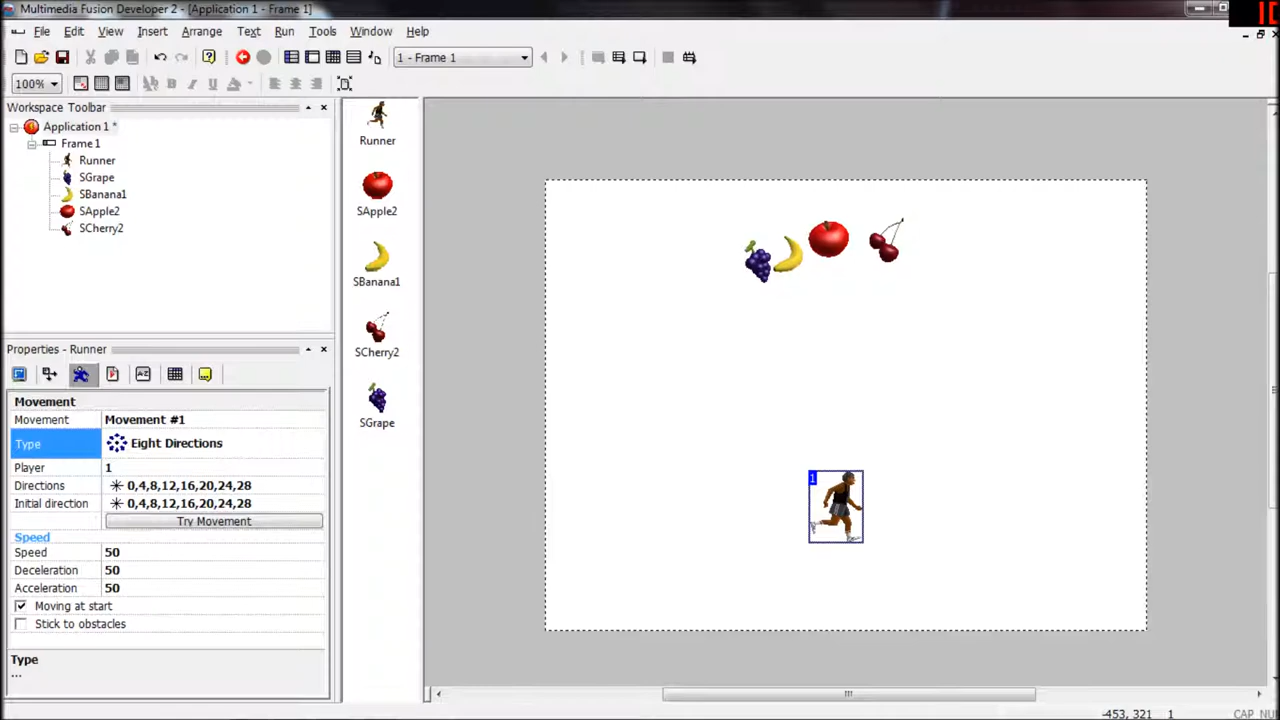 Multimedia Fusion Developer 2 - [Application 1 - Frame 1]
File Edit View Insert Arrange Text Run Tools Window Help
1 - Frame 1
100%
Workspace Toolbar
Application 1 *
Frame 1
Runner
SGrape
SBanana1
SApple2
SCherry2
Runner
SApple2
SBanana1
SCherry2
SGrape
1
Properties - Runner
Movement
Movement Movement #1
Type Eight Directions
Player 1
Directions 0,4,8,12,16,20,24,28
Initial direction 0,4,8,12,16,20,24,28
Try Movement
Speed
Speed 50
Deceleration 50
Acceleration 50
Moving at start
Stick to obstacles
Type
...
-453, 321 1 CAP